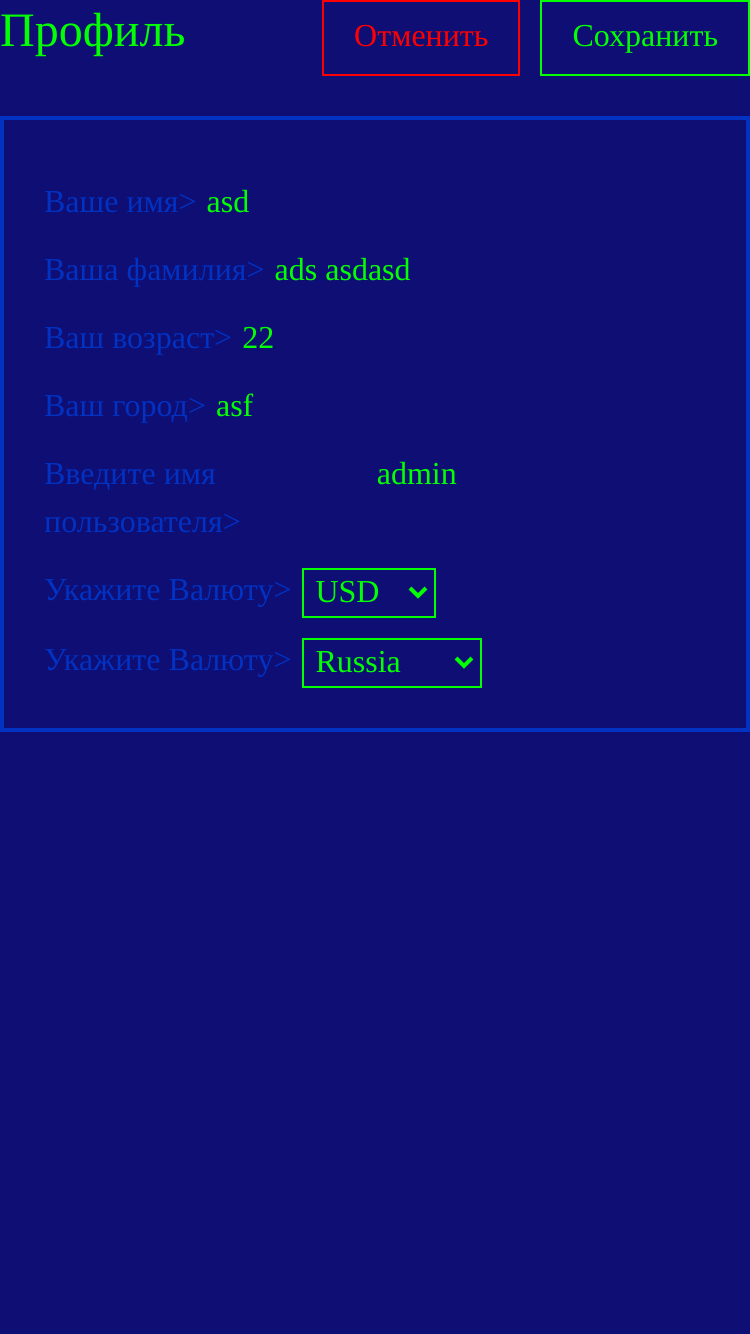 Профиль
Отменить
Сохранить
Ваше имя> asd
Ваша фамилия> ads asdasd
Ваш возраст> 22
Ваш город> asf
Введите имя пользователя> admin
Укажите Валюту> USD
Укажите Валюту> Russia